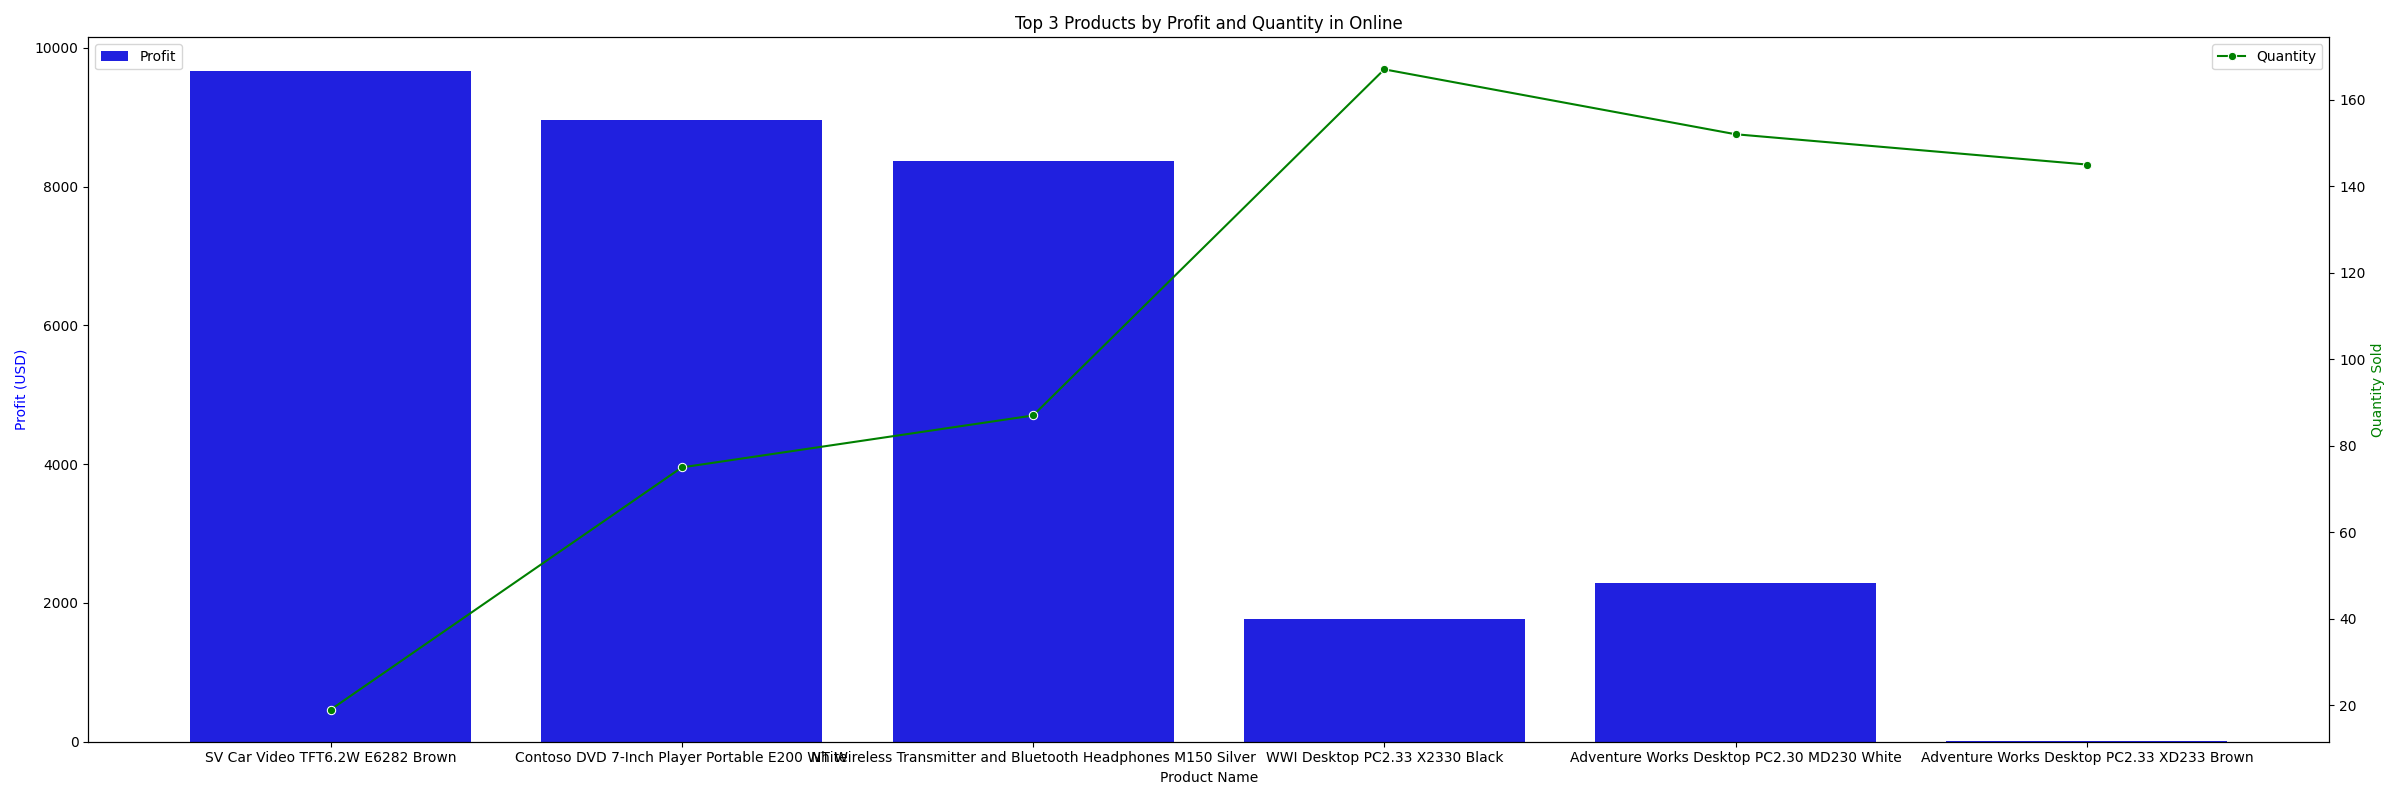 Top 3 Products by Profit and Quantity in Online
Profit
Quantity
10000
8000
6000
4000
2000
0
Profit (USD)
160
140
120
100
80
60
40
20
Quantity Sold
SV Car Video TFT6.2W E6282 Brown
Contoso DVD 7-Inch Player Portable E200 White
NT Wireless Transmitter and Bluetooth Headphones M150 Silver
WWI Desktop PC2.33 X2330 Black
Adventure Works Desktop PC2.30 MD230 White
Adventure Works Desktop PC2.33 XD233 Brown
Product Name